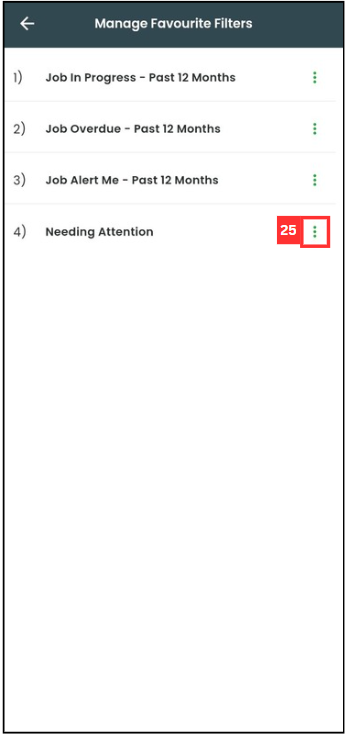 Manage Favourite Filters
1) Job In Progress - Past 12 Months
2) Job Overdue - Past 12 Months
3) Job Alert Me - Past 12 Months
4) Needing Attention 25